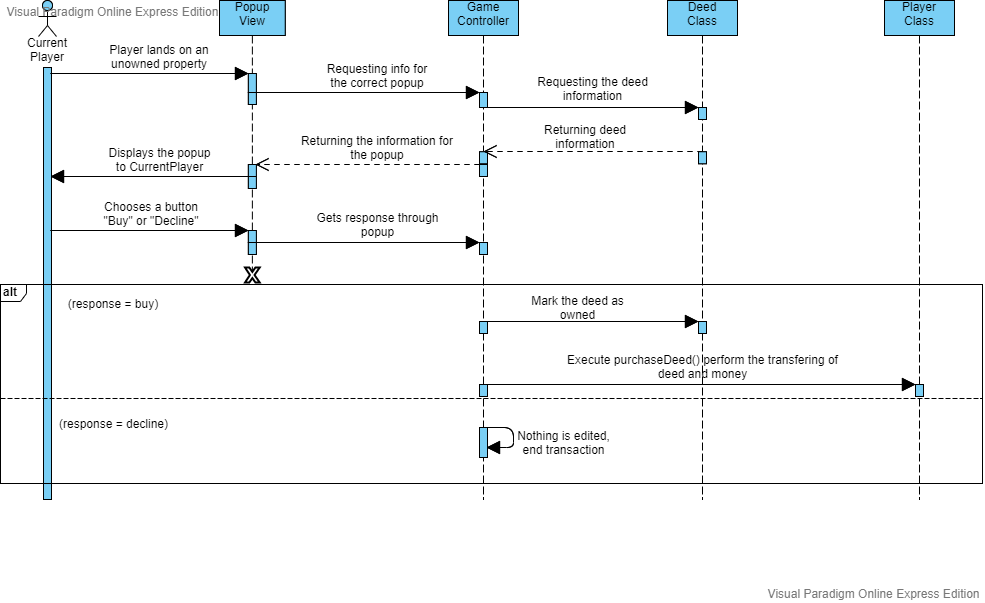 Visual Paradigm Online Express Edition
Popup
View
Game
Controller
Deed
Class
Player
Class
Current
Player
Player lands on an
unowned property
Requesting info for
the correct popup
Requesting the deed
information
Returning deed
information
Returning the information for
the popup
Displays the popup
to CurrentPlayer
Chooses a button
"Buy" or "Decline"
Gets response through
popup
alt
(response = buy)
Mark the deed as
owned
Execute purchaseDeed() perform the transfering of
deed and money
(response = decline)
Nothing is edited,
end transaction
Visual Paradigm Online Express Edition